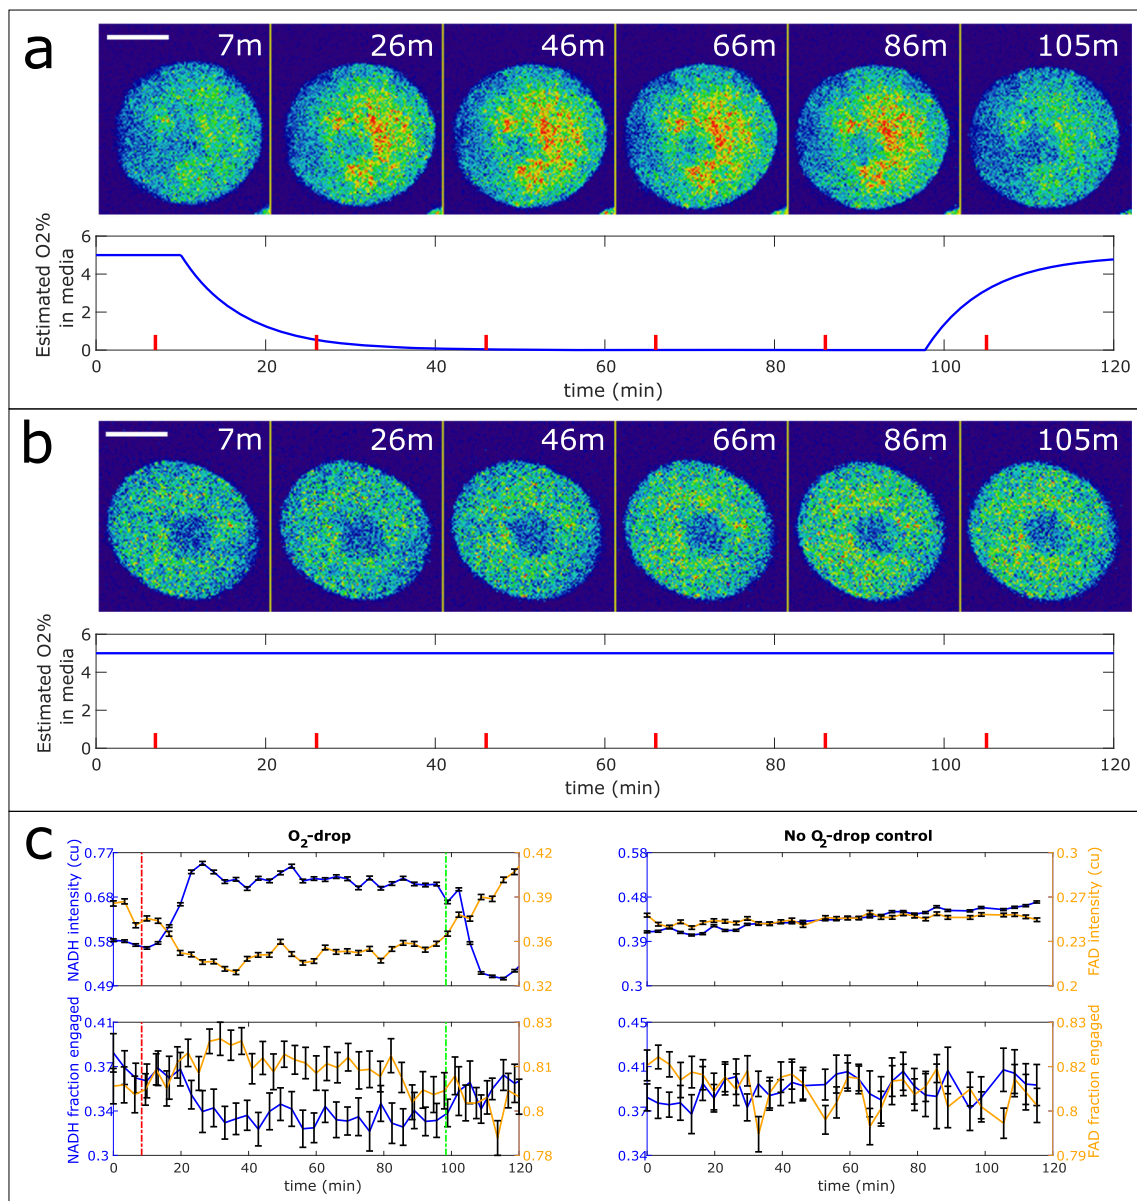 a
7m 26m 46m 66m 86m 105m
Estimated O2%
in media
6
4
2
0
0 20 40 60 80 100 120
time (min)
b
7m 26m 46m 66m 86m 105m
Estimated O2%
in media
6
4
2
0
0 20 40 60 80 100 120
time (min)
c
O2-drop
NADH intensity (cu)
0.77
0.68
0.58
0.49
0.42
0.39
0.36
0.32
No O2-drop control
0.58
0.48
0.39
0.3
0.3
0.27
0.23
0.2
FAD intensity (cu)
NADH fraction engaged
0.41
0.37
0.34
0.3
0.83
0.81
0.8
0.78
0 20 40 60 80 100 120
time (min)
0.45
0.41
0.37
0.34
0.83
0.82
0.8
0.79
FAD fraction engaged
0 20 40 60 80 100 120
time (min)